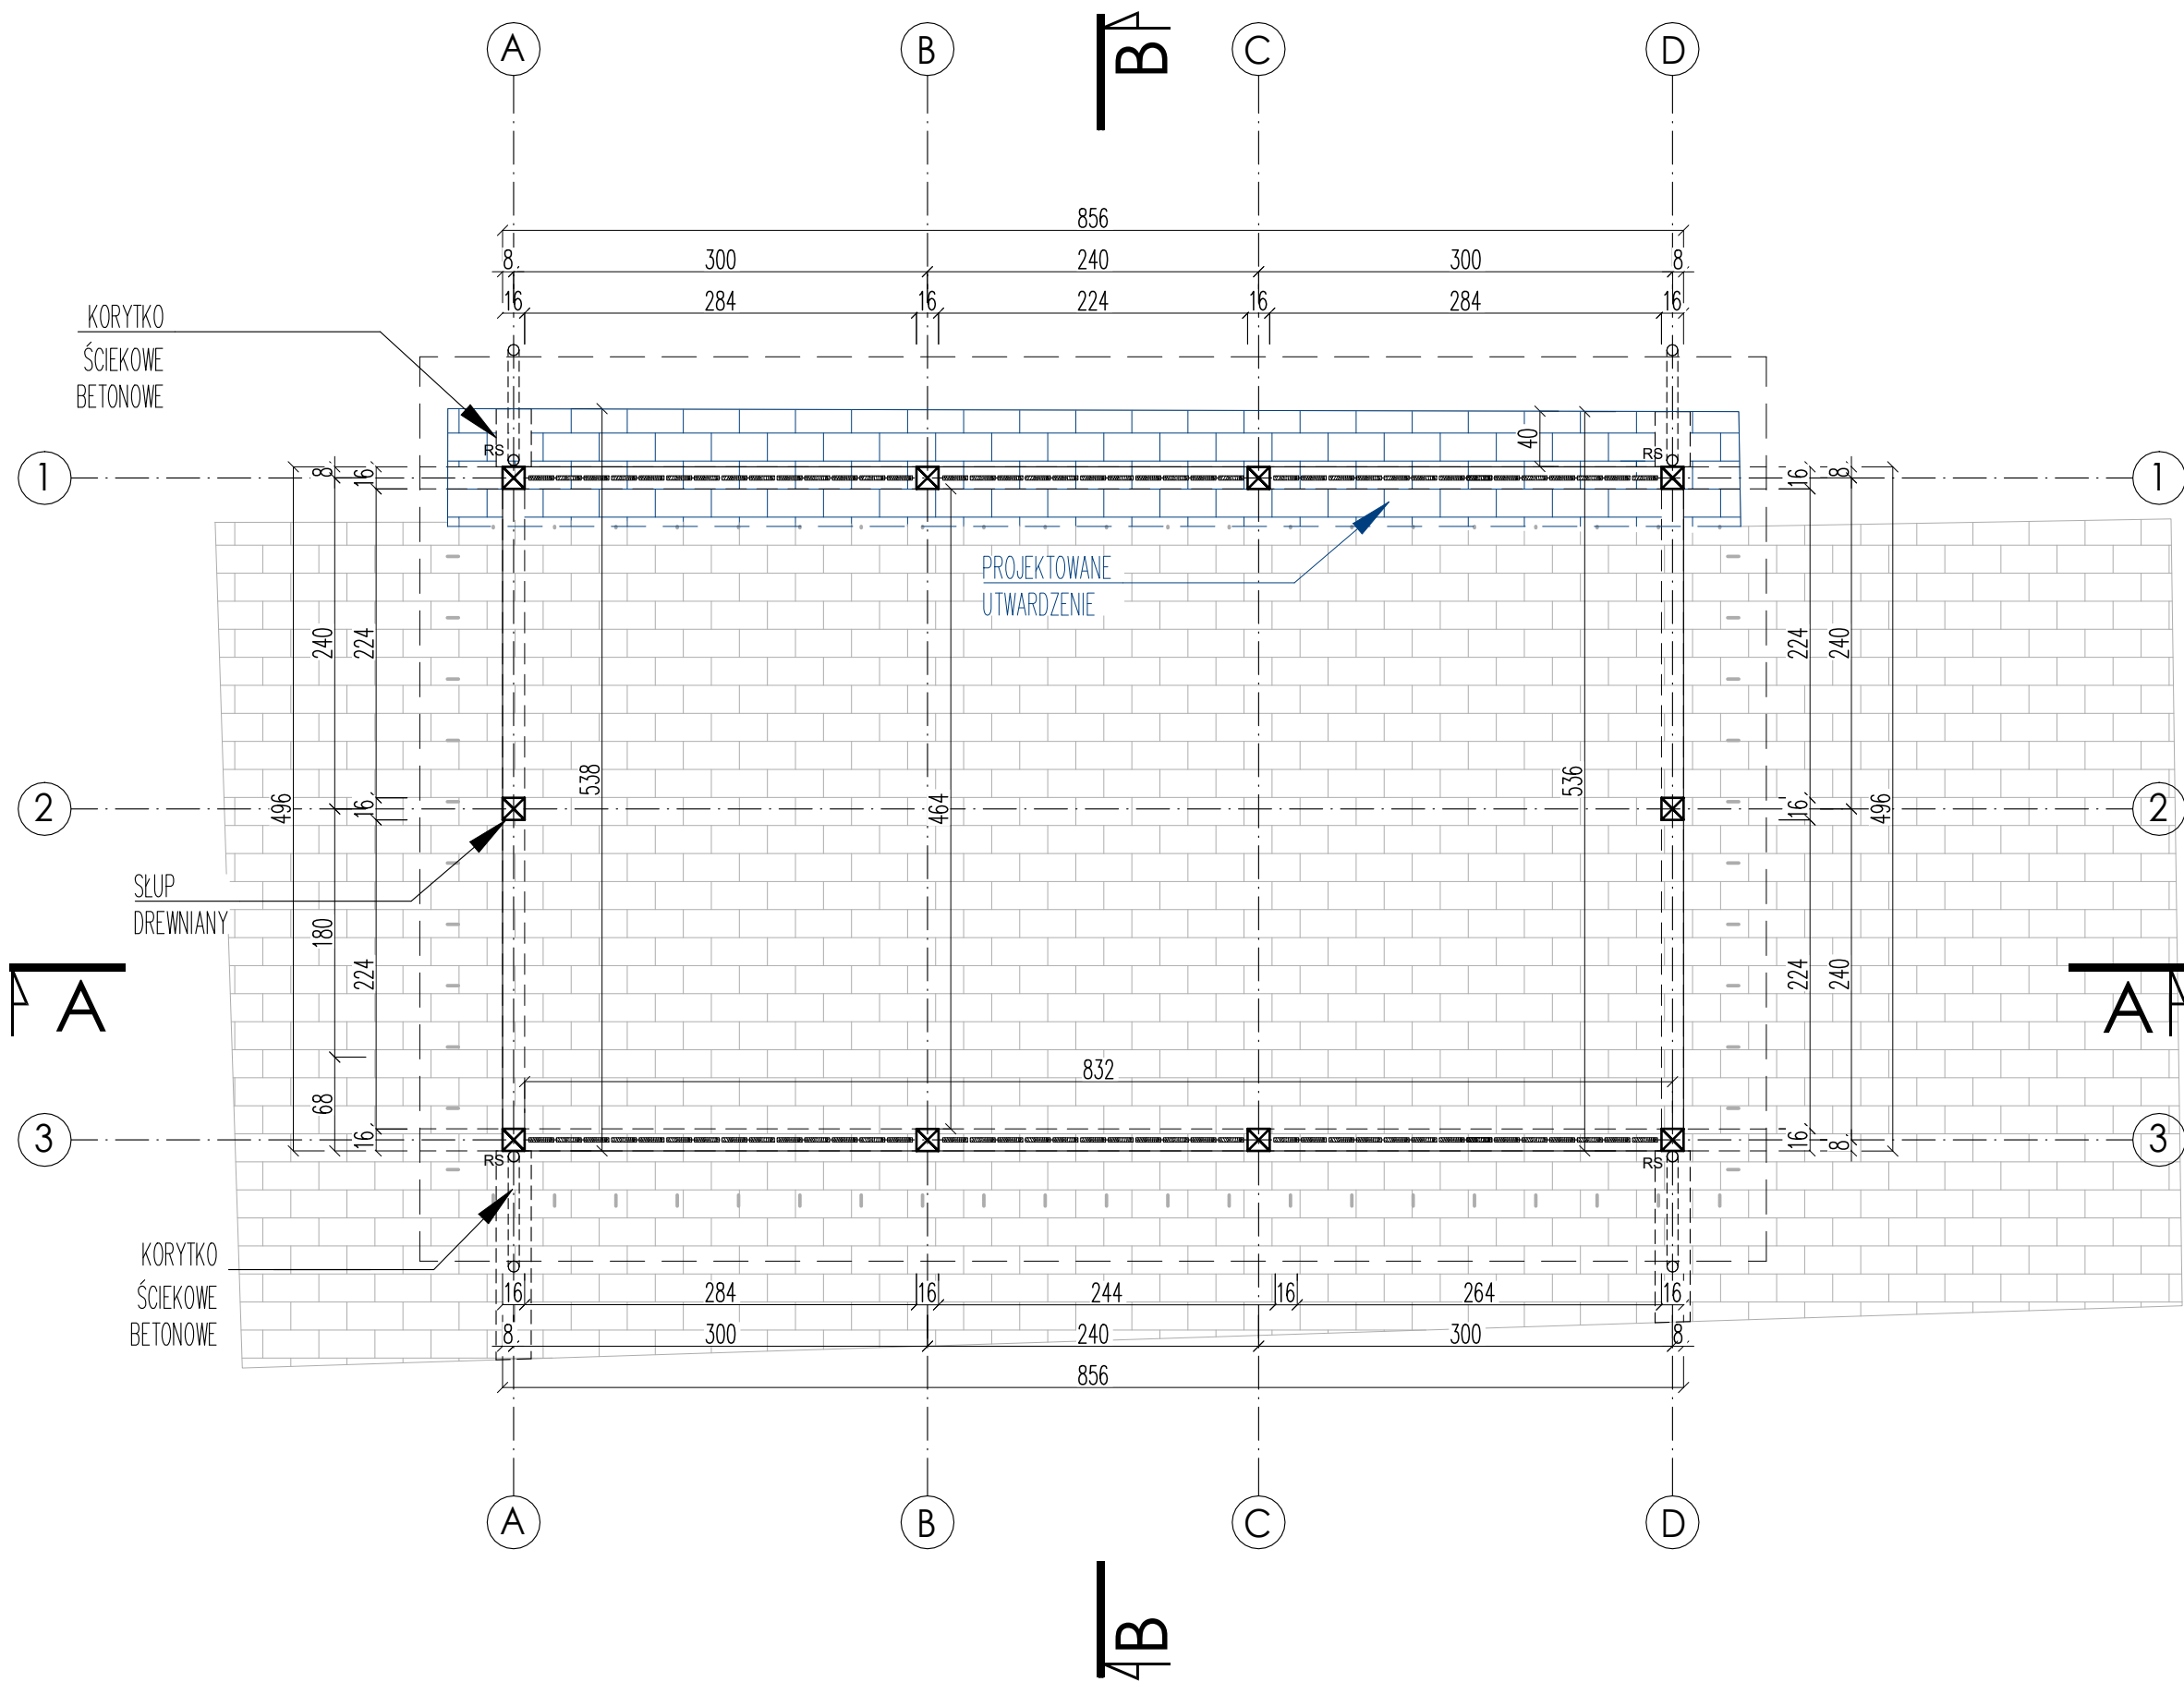 A
B
C
D
B
856
8
300
240
300
8
16
284
16
224
16
284
16
KORYTKO
ŚCIEKOWE
BETONOWE
RS
RS
40
1
8
16
16
8
1
PROJEKTOWANE
UTWARDZENIE
240
224
224
240
538
536
2
496
16
464
16
496
2
SŁUP
DREWNIANY
180
224
224
240
A
A
832
68
3
16
16
8
3
RS
RS
KORYTKO
ŚCIEKOWE
BETONOWE
16
284
16
244
16
264
16
8
300
240
300
8
856
A
B
C
D
B